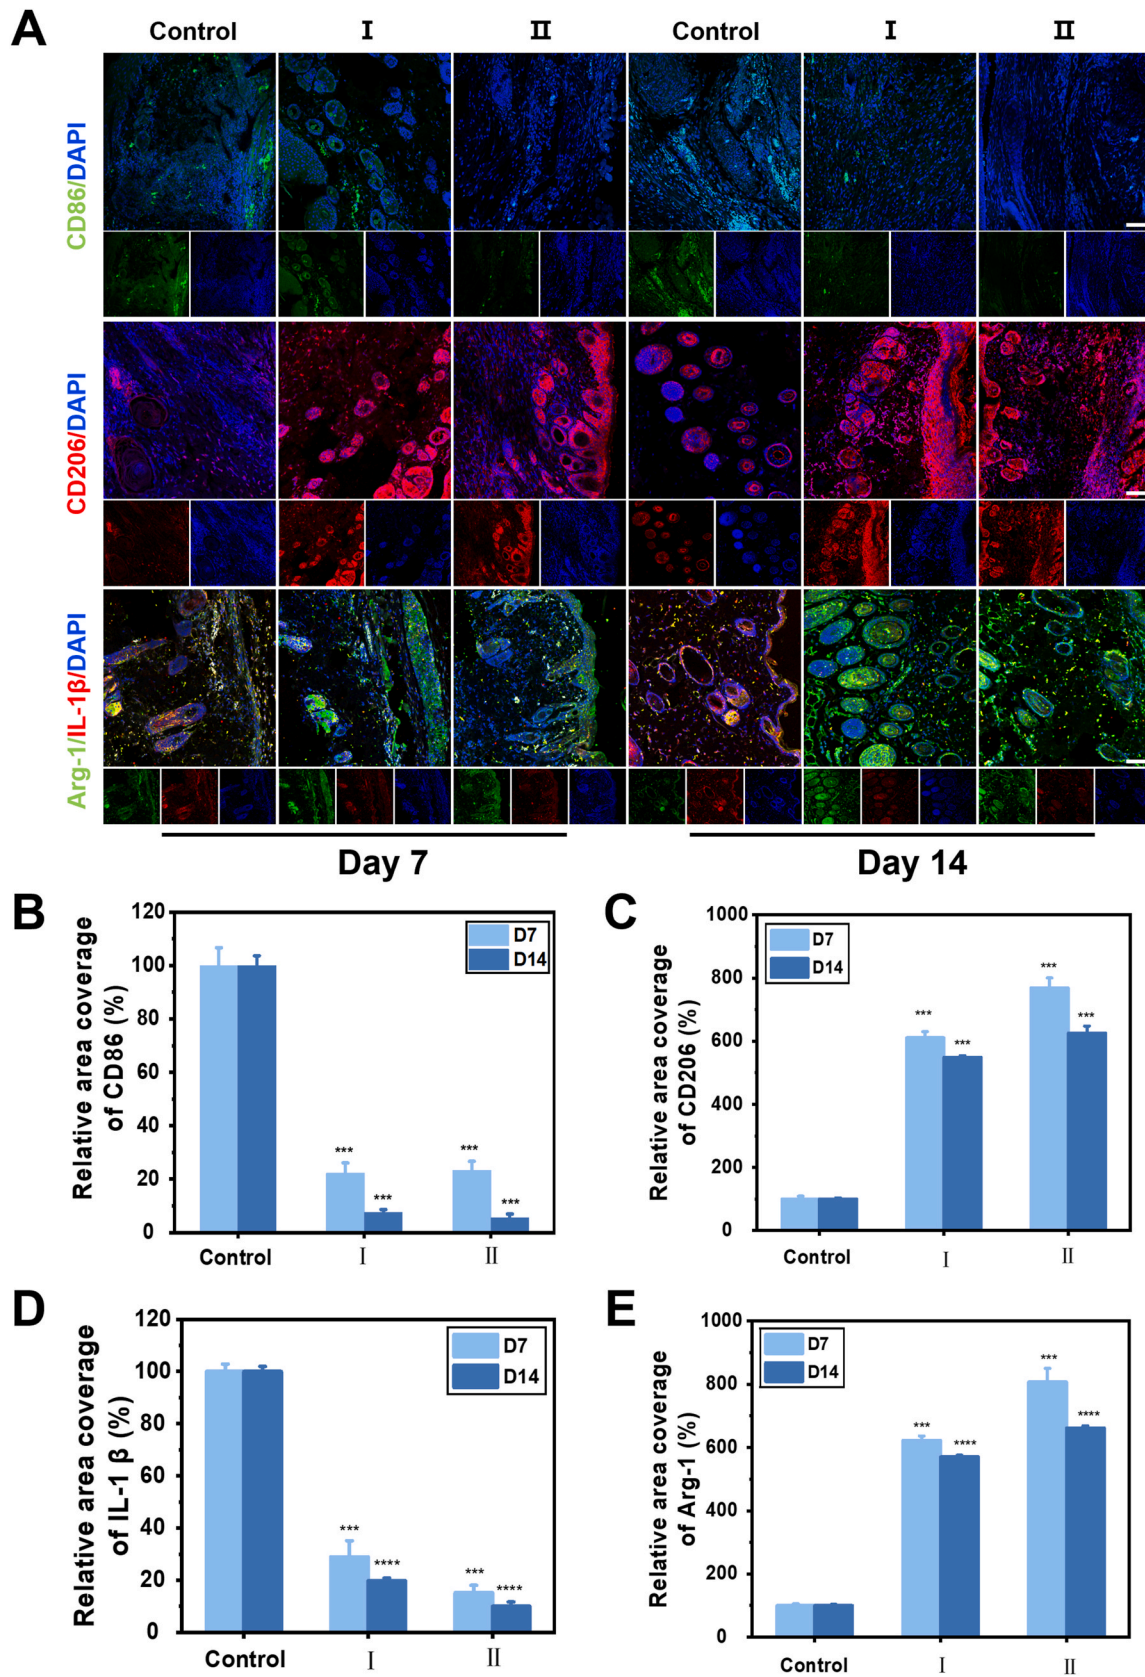 A
Control I II Control I II
CD86/DAPI
CD206/DAPI
Arg-1/IL-1β/DAPI
Day 7 Day 14
B
Relative area coverage
of CD86 (%)
120
100
80
60
40
20
0
D7
D14
***
***
***
***
Control I II
C
Relative area coverage
of CD206 (%)
1000
800
600
400
200
0
D7
D14
***
***
***
***
Control I II
D
Relative area coverage
of IL-1 β (%)
120
100
80
60
40
20
0
D7
D14
***
****
***
****
Control I II
E
Relative area coverage
of Arg-1 (%)
1000
800
600
400
200
0
D7
D14
***
****
***
****
Control I II